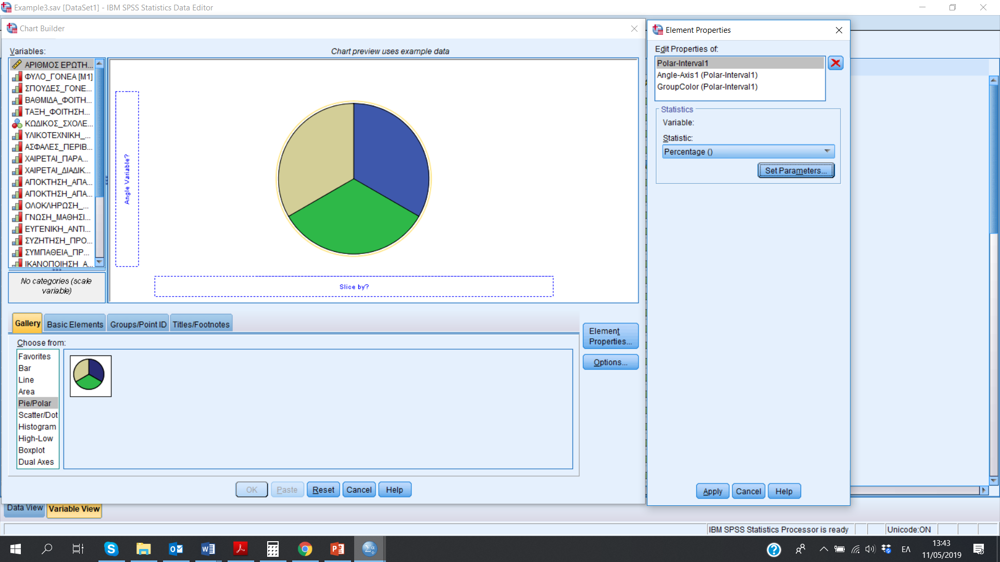 Example3.sav [DataSet1] - IBM SPSS Statistics Data Editor
Chart Builder
Variables:
Chart preview uses example data
ΑΡΙΘΜΟΣ ΕΡΩΤΗ...
ΦΥΛΟ_ΓΟΝΕΑ [M1]
ΣΠΟΥΔΕΣ_ΓΟΝΕ...
ΒΑΘΜΙΔΑ_ΦΟΙΤΗ...
ΤΑΞΗ_ΦΟΙΤΗΣΗ...
ΚΩΔΙΚΟΣ_ΣΧΟΛΕ...
ΥΛΙΚΟΤΕΧΝΙΚΗ_...
ΑΣΦΑΛΕΣ_ΠΕΡΙΒ...
ΧΑΙΡΕΤΑΙ_ΠΑΡΑ...
ΧΑΙΡΕΤΑΙ_ΔΙΑΔΙΚ...
ΑΠΟΚΤΗΣΗ_ΑΠΑ...
ΑΠΟΚΤΗΣΗ_ΑΠΑ...
ΟΛΟΚΛΗΡΩΣΗ_...
ΓΝΩΣΗ_ΜΑΘΗΣΙ...
ΕΥΓΕΝΙΚΗ_ΑΝΤΙ...
ΣΥΖΗΤΗΣΗ_ΠΡΟ...
ΣΥΜΠΑΘΕΙΑ_ΠΡ...
ΙΚΑΝΟΠΟΙΗΣΗ_Α...
No categories (scale
variable)
Angle Variable?
Slice by?
Gallery
Basic Elements
Groups/Point ID
Titles/Footnotes
Choose from:
Favorites
Bar
Line
Area
Pie/Polar
Scatter/Dot
Histogram
High-Low
Boxplot
Dual Axes
Element
Properties...
Options...
OK
Paste
Reset
Cancel
Help
Element Properties
Edit Properties of:
Polar-Interval1
Angle-Axis1 (Polar-Interval1)
GroupColor (Polar-Interval1)
Statistics
Variable:
Statistic:
Percentage ()
Set Parameters...
Apply
Cancel
Help
Data View
Variable View
IBM SPSS Statistics Processor is ready
Unicode:ON
ΕΛ
13:43
11/05/2019